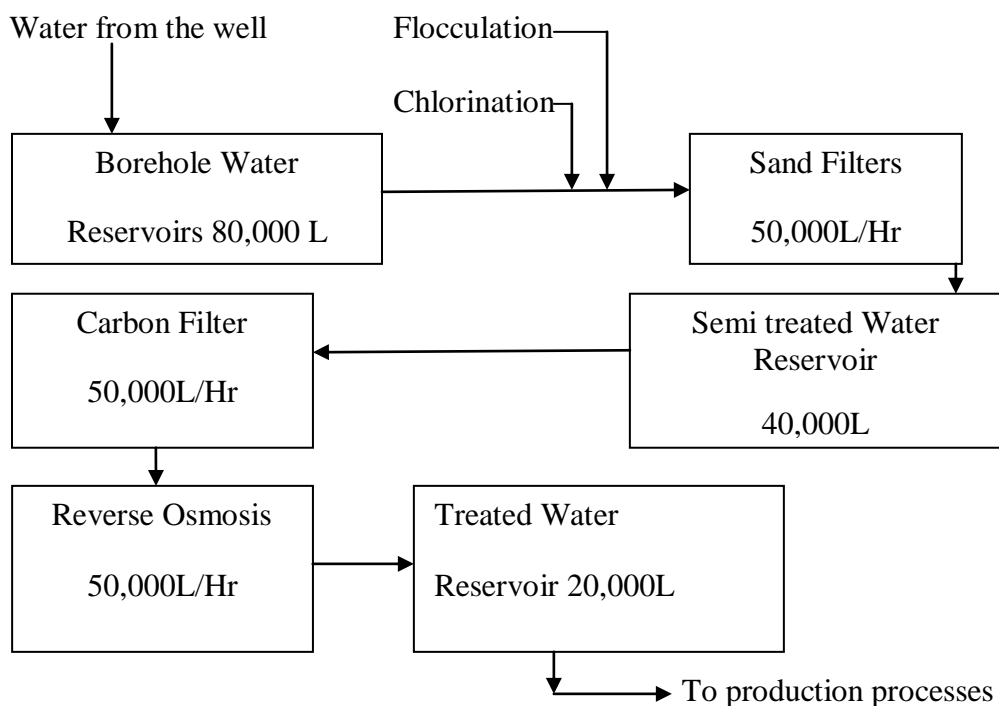 Water from the well
Flocculation
Chlorination
Borehole Water
Reservoirs 80,000 L
Sand Filters
50,000L/Hr
Semi treated Water
Reservoir
40,000L
Carbon Filter
50,000L/Hr
Reverse Osmosis
50,000L/Hr
Treated Water
Reservoir 20,000L
To production processes